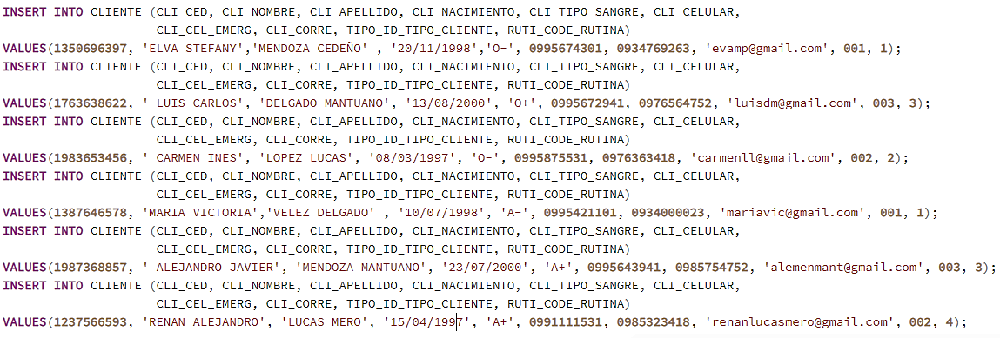 INSERT INTO CLIENTE (CLI_CED, CLI_NOMBRE, CLI_APELLIDO, CLI_NACIMIENTO, CLI_TIPO_SANGRE, CLI_CELULAR,
CLI_CEL_EMERG, CLI_CORRE, TIPO_ID_TIPO_CLIENTE, RUTI_CODE_RUTINA)
VALUES(1350696397, 'ELVA STEFANY','MENDOZA CEDEÑO' , '20/11/1998','O-', 0995674301, 0934769263, 'evamp@gmail.com', 001, 1);
INSERT INTO CLIENTE (CLI_CED, CLI_NOMBRE, CLI_APELLIDO, CLI_NACIMIENTO, CLI_TIPO_SANGRE, CLI_CELULAR,
CLI_CEL_EMERG, CLI_CORRE, TIPO_ID_TIPO_CLIENTE, RUTI_CODE_RUTINA)
VALUES(1763638622, ' LUIS CARLOS', 'DELGADO MANTUANO', '13/08/2000', 'O+', 0995672941, 0976564752, 'luisdm@gmail.com', 003, 3);
INSERT INTO CLIENTE (CLI_CED, CLI_NOMBRE, CLI_APELLIDO, CLI_NACIMIENTO, CLI_TIPO_SANGRE, CLI_CELULAR,
CLI_CEL_EMERG, CLI_CORRE, TIPO_ID_TIPO_CLIENTE, RUTI_CODE_RUTINA)
VALUES(1983653456, ' CARMEN INES', 'LOPEZ LUCAS', '08/03/1997', 'O-', 0995875531, 0976363418, 'carmenll@gmail.com', 002, 2);
INSERT INTO CLIENTE (CLI_CED, CLI_NOMBRE, CLI_APELLIDO, CLI_NACIMIENTO, CLI_TIPO_SANGRE, CLI_CELULAR,
CLI_CEL_EMERG, CLI_CORRE, TIPO_ID_TIPO_CLIENTE, RUTI_CODE_RUTINA)
VALUES(1387646578, 'MARIA VICTORIA','VELEZ DELGADO' , '10/07/1998', 'A-', 0995421101, 0934000023, 'mariavic@gmail.com', 001, 1);
INSERT INTO CLIENTE (CLI_CED, CLI_NOMBRE, CLI_APELLIDO, CLI_NACIMIENTO, CLI_TIPO_SANGRE, CLI_CELULAR,
CLI_CEL_EMERG, CLI_CORRE, TIPO_ID_TIPO_CLIENTE, RUTI_CODE_RUTINA)
VALUES(1987368857, ' ALEJANDRO JAVIER', 'MENDOZA MANTUANO', '23/07/2000', 'A+', 0995643941, 0985754752, 'alemenmant@gmail.com', 003, 3);
INSERT INTO CLIENTE (CLI_CED, CLI_NOMBRE, CLI_APELLIDO, CLI_NACIMIENTO, CLI_TIPO_SANGRE, CLI_CELULAR,
CLI_CEL_EMERG, CLI_CORRE, TIPO_ID_TIPO_CLIENTE, RUTI_CODE_RUTINA)
VALUES(1237566593, 'RENAN ALEJANDRO', 'LUCAS MERO', '15/04/1997', 'A+', 0991111531, 0985323418, 'renanlucasmero@gmail.com', 002, 4);